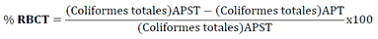 % RBCT = (Coliformes totales)APST − (Coliformes totales)APT / (Coliformes totales)APST x100